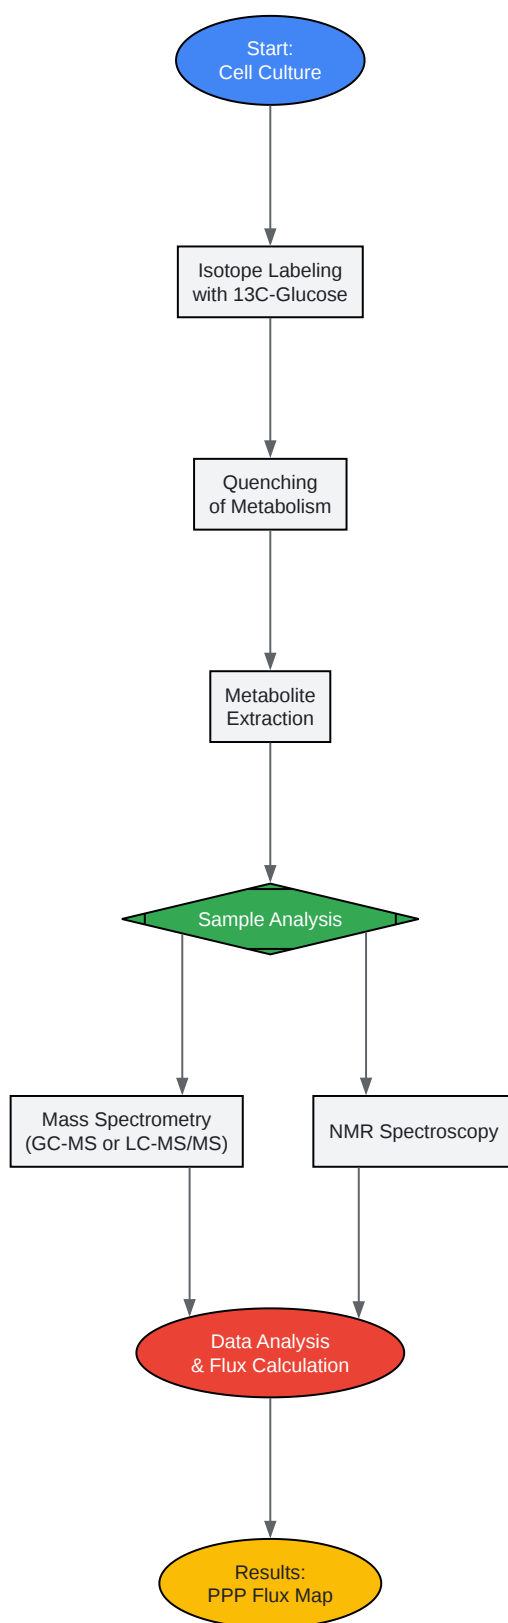 Start:
Cell Culture
Isotope Labeling
with 13C-Glucose
Quenching
of Metabolism
Metabolite
Extraction
Sample Analysis
Mass Spectrometry
(GC-MS or LC-MS/MS)
NMR Spectroscopy
Data Analysis
& Flux Calculation
Results:
PPP Flux Map